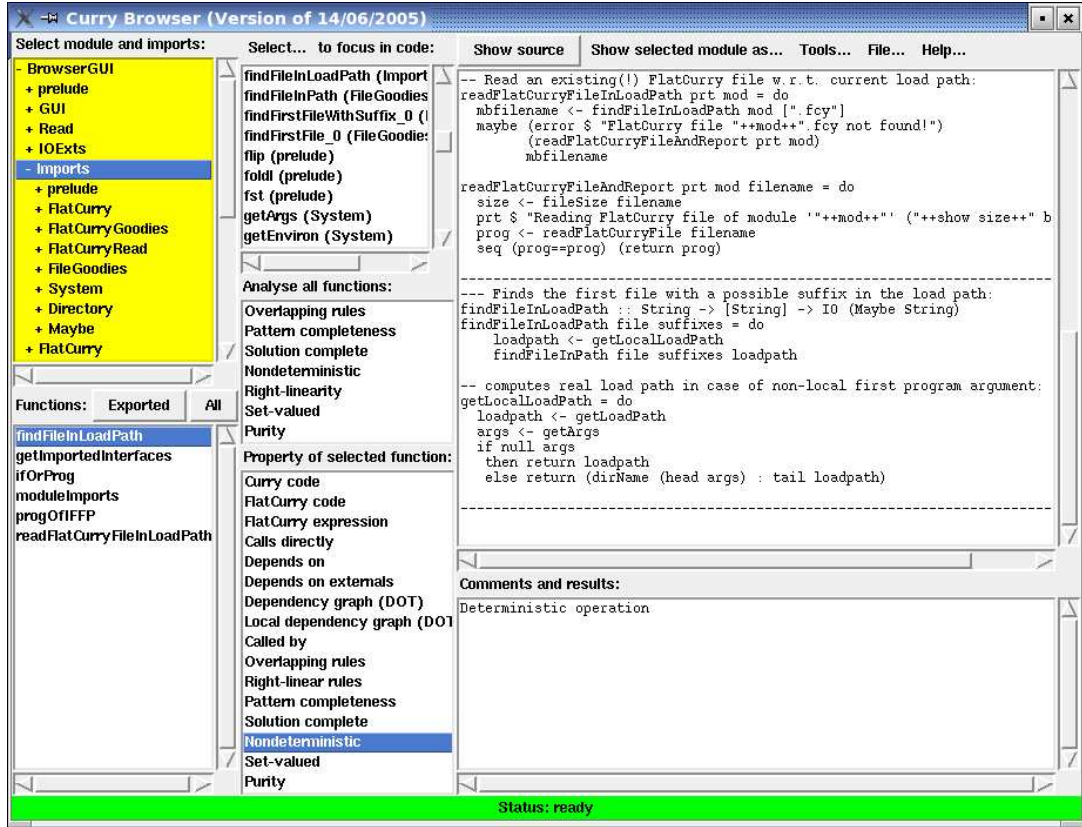 Curry Browser (Version of 14/06/2005)
Select module and imports:
- BrowserGUI
+ prelude
+ GUI
+ Read
+ IOExts
- Imports
+ prelude
+ FlatCurry
+ FlatCurryGoodies
+ FlatCurryRead
+ FileGoodies
+ System
+ Directory
+ Maybe
+ FlatCurry
Functions: Exported All
findFileInLoadPath
getImportedInterfaces
ifOrProg
moduleImports
progOfIFFP
readFlatCurryFileInLoadPath
Select... to focus in code:
findFileInLoadPath (Import
findFileInPath (FileGoodies
findFirstFileWithSuffix_0 (
findFirstFile_0 (FileGoodie
flip (prelude)
foldl (prelude)
fst (prelude)
getArgs (System)
getEnviron (System)
Analyse all functions:
Overlapping rules
Pattern completeness
Solution complete
Nondeterministic
Right-linearity
Set-valued
Purity
Property of selected function:
Curry code
FlatCurry code
FlatCurry expression
Calls directly
Depends on
Depends on externals
Dependency graph (DOT)
Local dependency graph (DOT
Called by
Overlapping rules
Right-linear rules
Pattern completeness
Solution complete
Nondeterministic
Set-valued
Purity
Show source Show selected module as... Tools... File... Help...
-- Read an existing(!) FlatCurry file w.r.t. current load path:
readFlatCurryFileInLoadPath prt mod = do
  mbfilename <- findFileInLoadPath mod [".fcy"]
  maybe (error $ "FlatCurry file "++mod++".fcy not found!")
        (readFlatCurryFileAndReport prt mod)
        mbfilename
readFlatCurryFileAndReport prt mod filename = do
  size <- fileSize filename
  prt $ "Reading FlatCurry file of module '"++mod++"' ("++show size++" b
  prog <- readFlatCurryFile filename
  seq (prog==prog) (return prog)
--------------------------------------------------------------------------
--- Finds the first file with a possible suffix in the load path:
findFileInLoadPath :: String -> [String] -> IO (Maybe String)
findFileInLoadPath file suffixes = do
    loadpath <- getLocalLoadPath
    findFileInPath file suffixes loadpath
-- computes real load path in case of non-local first program argument:
getLocalLoadPath = do
  loadpath <- getLoadPath
  args <- getArgs
  if null args
   then return loadpath
   else return (dirName (head args) : tail loadpath)
--------------------------------------------------------------------------
Comments and results:
Deterministic operation
Status: ready